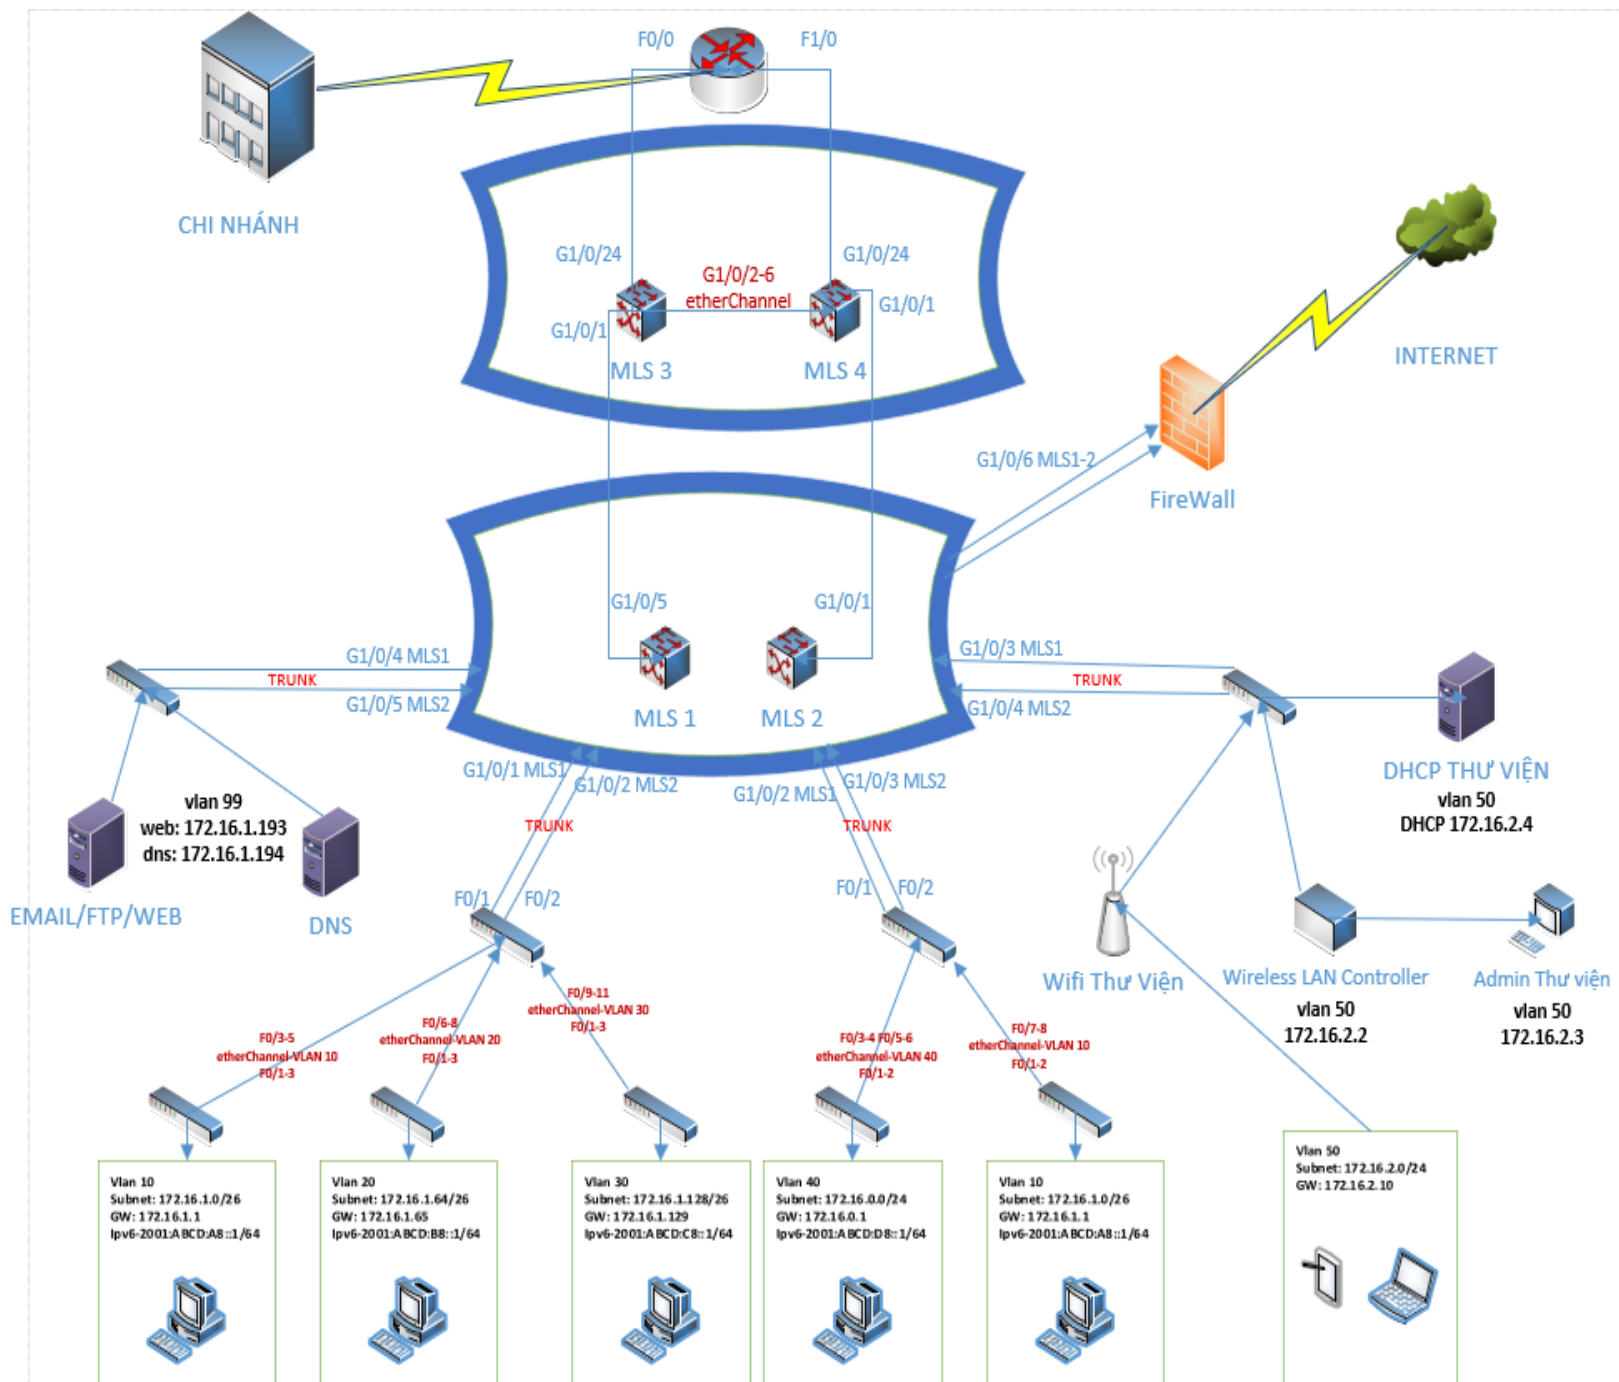 F0/0
F1/0
CHI NHÁNH
G1/0/24
G1/0/24
G1/0/2-6
etherChannel
G1/0/1
G1/0/1
MLS 3
MLS 4
INTERNET
G1/0/6 MLS1-2
FireWall
G1/0/5
G1/0/1
MLS 1
MLS 2
G1/0/4 MLS1
TRUNK
G1/0/5 MLS2
G1/0/3 MLS1
TRUNK
G1/0/4 MLS2
G1/0/1 MLS1
G1/0/2 MLS2
G1/0/2 MLS1
G1/0/3 MLS2
TRUNK
TRUNK
DHCP THƯ VIỆN
vlan 50
DHCP 172.16.2.4
vlan 99
web: 172.16.1.193
dns: 172.16.1.194
EMAIL/FTP/WEB
DNS
F0/1
F0/2
F0/1
F0/2
Wifi Thư Viện
Wireless LAN Controller
vlan 50
172.16.2.2
Admin Thư viện
vlan 50
172.16.2.3
F0/3-5
etherChannel-VLAN 10
F0/1-3
F0/6-8
etherChannel-VLAN 20
F0/1-3
F0/9-11
etherChannel-VLAN 30
F0/1-3
F0/3-4 F0/5-6
etherChannel-VLAN 40
F0/1-2
F0/7-8
etherChannel-VLAN 10
F0/1-2
Vlan 10
Subnet: 172.16.1.0/26
GW: 172.16.1.1
Ipv6-2001:ABCD:A8::1/64
Vlan 20
Subnet: 172.16.1.64/26
GW: 172.16.1.65
Ipv6-2001:ABCD:B8::1/64
Vlan 30
Subnet: 172.16.1.128/26
GW: 172.16.1.129
Ipv6-2001:ABCD:C8::1/64
Vlan 40
Subnet: 172.16.0.0/24
GW: 172.16.0.1
Ipv6-2001:ABCD:D8::1/64
Vlan 10
Subnet: 172.16.1.0/26
GW: 172.16.1.1
Ipv6-2001:ABCD:A8::1/64
Vlan 50
Subnet: 172.16.2.0/24
GW: 172.16.2.10